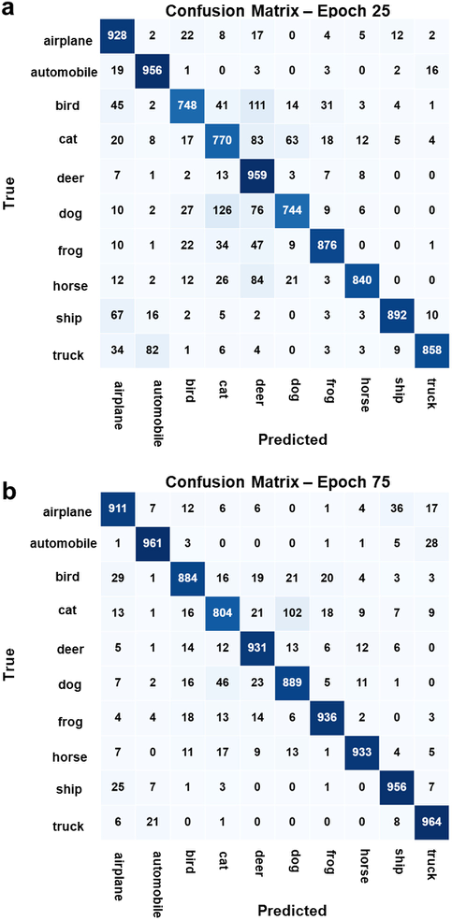 a
Confusion Matrix – Epoch 25
True
airplane 928 2 22 8 17 0 4 5 12 2
automobile 19 956 1 0 3 0 3 0 2 16
bird 45 2 748 41 111 14 31 3 4 1
cat 20 8 17 770 83 63 18 12 5 4
deer 7 1 2 13 959 3 7 8 0 0
dog 10 2 27 126 76 744 9 6 0 0
frog 10 1 22 34 47 9 876 0 0 1
horse 12 2 12 26 84 21 3 840 0 0
ship 67 16 2 5 2 0 3 3 892 10
truck 34 82 1 6 4 0 3 3 9 858
airplane automobile bird cat deer dog frog horse ship truck
Predicted
b
Confusion Matrix – Epoch 75
True
airplane 911 7 12 6 6 0 1 4 36 17
automobile 1 961 3 0 0 0 1 1 5 28
bird 29 1 884 16 19 21 20 4 3 3
cat 13 1 16 804 21 102 18 9 7 9
deer 5 1 14 12 931 13 6 12 6 0
dog 7 2 16 46 23 889 5 11 1 0
frog 4 4 18 13 14 6 936 2 0 3
horse 7 0 11 17 9 13 1 933 4 5
ship 25 7 1 3 0 0 1 0 956 7
truck 6 21 0 1 0 0 0 0 8 964
airplane automobile bird cat deer dog frog horse ship truck
Predicted